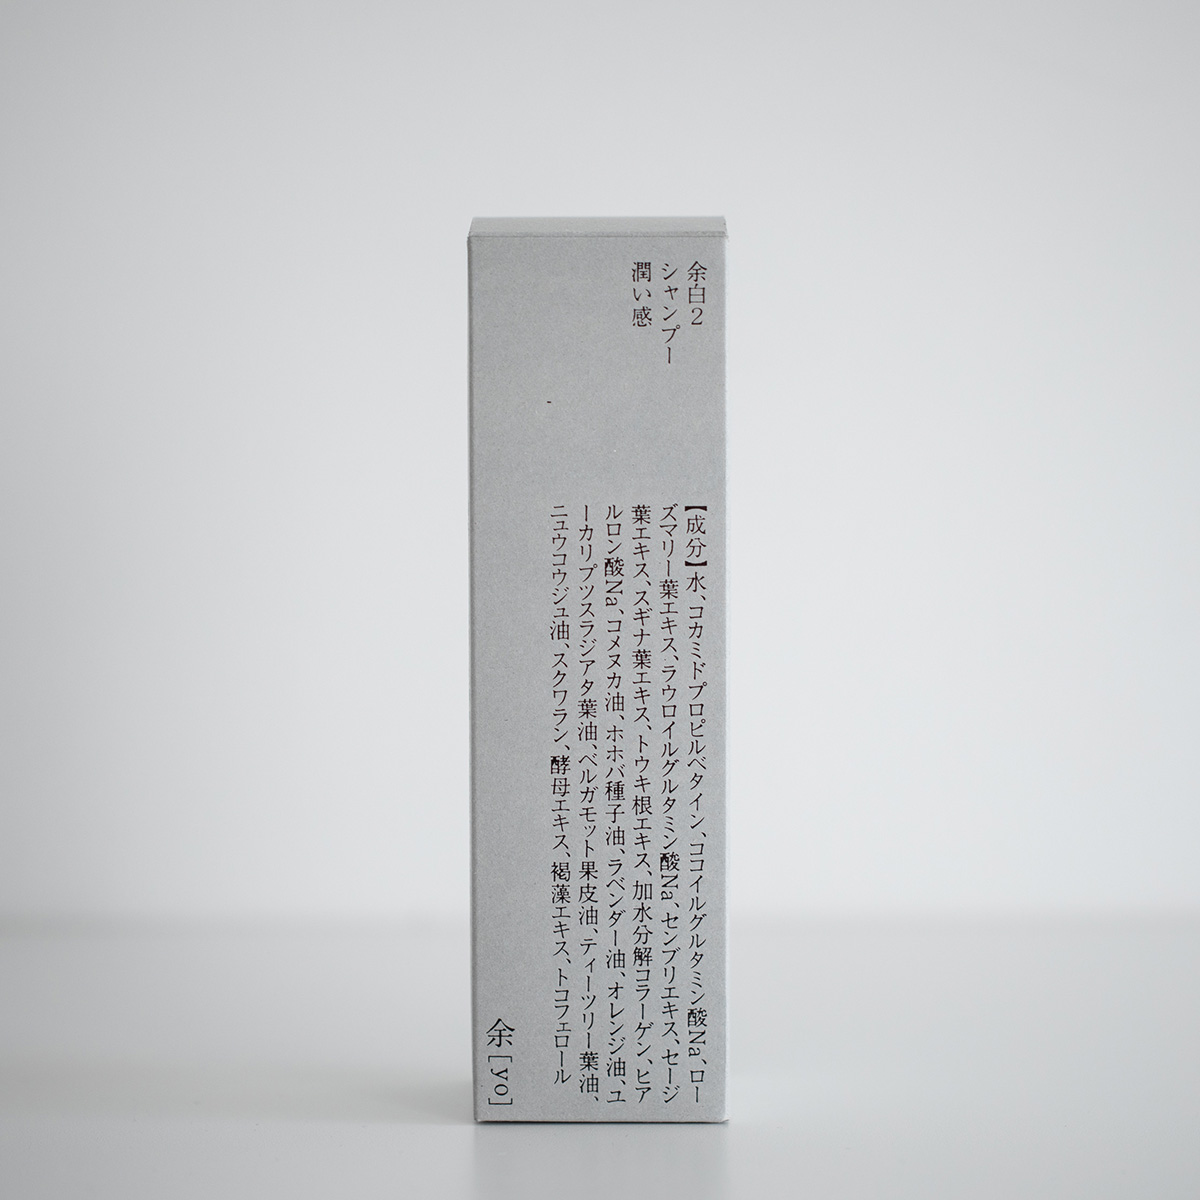 余白2
シャンプー
潤い感
【成分】水、コカミドプロピルベタイン、ココイルグルタミン酸Na、ロー
ズマリー葉エキス、ラウロイルグルタミン酸Na、センブリエキス、セージ
葉エキス、スギナ葉エキス、トウキ根エキス、加水分解コラーゲン、ヒア
ルロン酸Na、コメヌカ油、ホホバ種子油、ラベンダー油、オレンジ油、ユ
ーカリプツスラジアタ葉油、ベルガモット果皮油、ティーツリー葉油、
ニュウコウジュ油、スクワラン、酵母エキス、褐藻エキス、トコフェロール
余[yo]